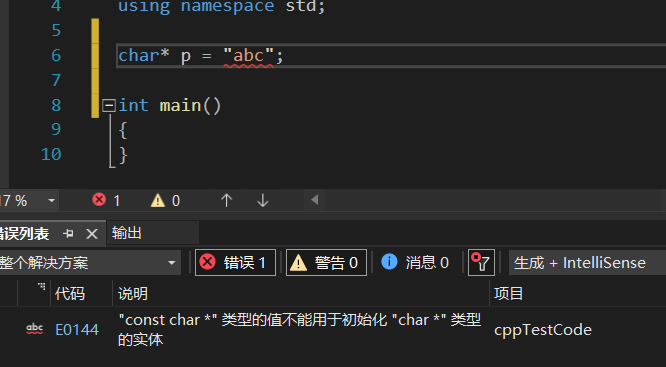 4 using namespace std;
5
6 char* p = "abc";
7
8 int main()
9 {
10 }
17 % 1 0
错误列表 输出
整个解决方案 错误 1 警告 0 消息 0 生成 + IntelliSense
代码 说明 项目
abc E0144 "const char *" 类型的值不能用于初始化 "char *" 类型 cppTestCode
的实体